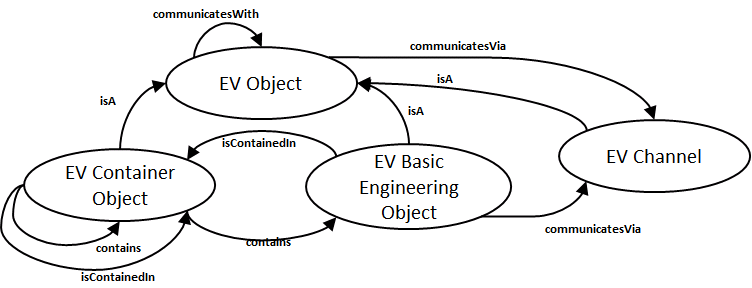 communicatesWith
communicatesVia
EV Object
isA
isA
isA
isContainedIn
EV Channel
EV Container
Object
EV Basic
Engineering
Object
communicatesVia
contains
contains
isContainedIn